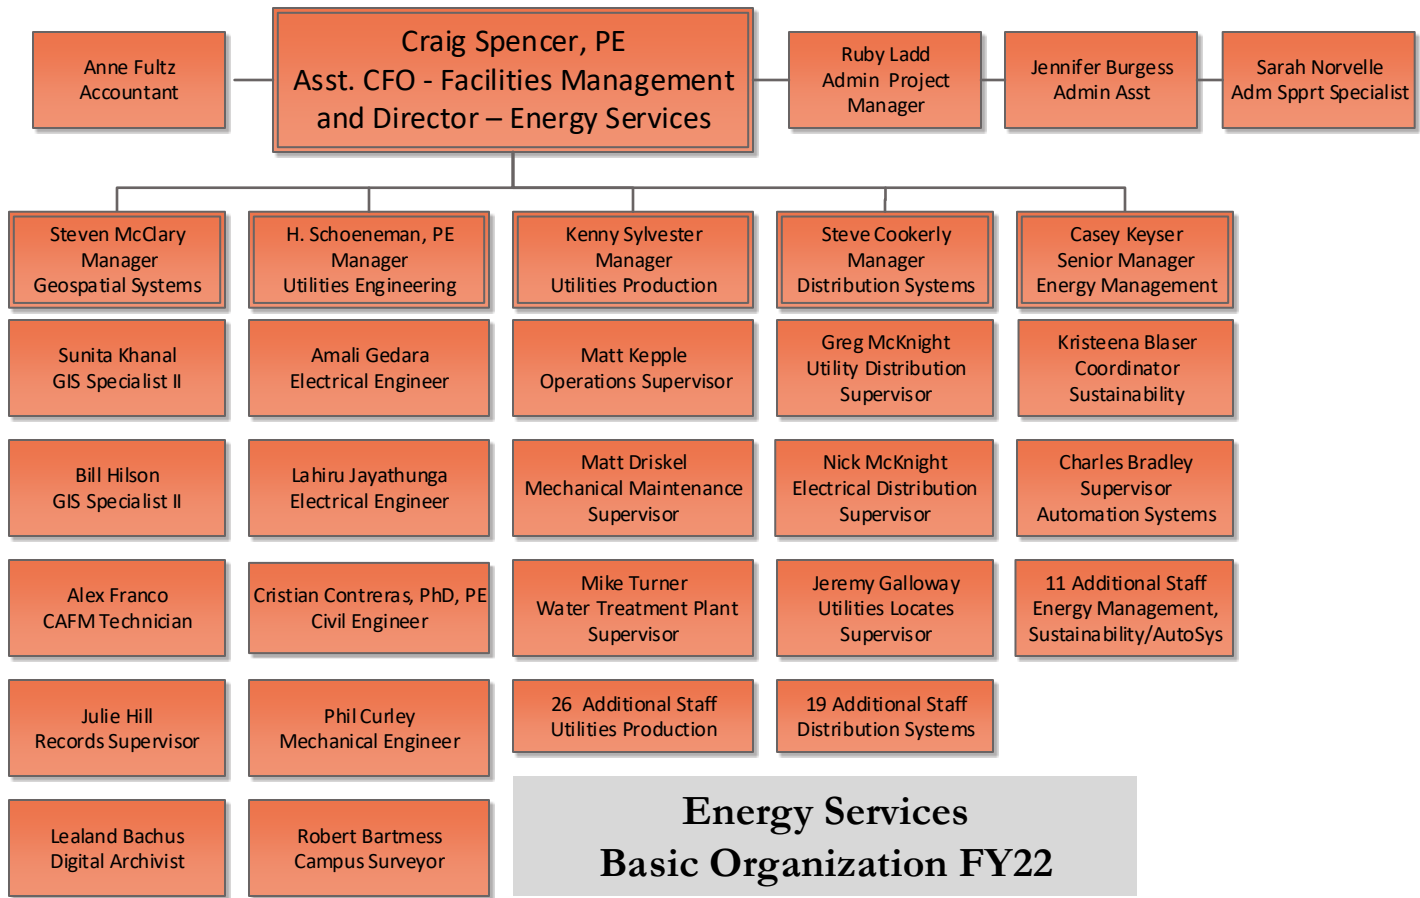 Anne Fultz
Accountant
Craig Spencer, PE
Asst. CFO - Facilities Management
and Director – Energy Services
Ruby Ladd
Admin Project
Manager
Jennifer Burgess
Admin Asst
Sarah Norvelle
Adm Spprt Specialist
Steven McClary
Manager
Geospatial Systems
H. Schoeneman, PE
Manager
Utilities Engineering
Kenny Sylvester
Manager
Utilities Production
Steve Cookerly
Manager
Distribution Systems
Casey Keyser
Senior Manager
Energy Management
Sunita Khanal
GIS Specialist II
Amali Gedara
Electrical Engineer
Matt Kepple
Operations Supervisor
Greg McKnight
Utility Distribution
Supervisor
Kristeena Blaser
Coordinator
Sustainability
Bill Hilson
GIS Specialist II
Lahiru Jayathunga
Electrical Engineer
Matt Driskel
Mechanical Maintenance
Supervisor
Nick McKnight
Electrical Distribution
Supervisor
Charles Bradley
Supervisor
Automation Systems
Alex Franco
CAFM Technician
Cristian Contreras, PhD, PE
Civil Engineer
Mike Turner
Water Treatment Plant
Supervisor
Jeremy Galloway
Utilities Locates
Supervisor
11 Additional Staff
Energy Management,
Sustainability/AutoSys
Julie Hill
Records Supervisor
Phil Curley
Mechanical Engineer
26 Additional Staff
Utilities Production
19 Additional Staff
Distribution Systems
Lealand Bachus
Digital Archivist
Robert Bartmess
Campus Surveyor
Energy Services
Basic Organization FY22